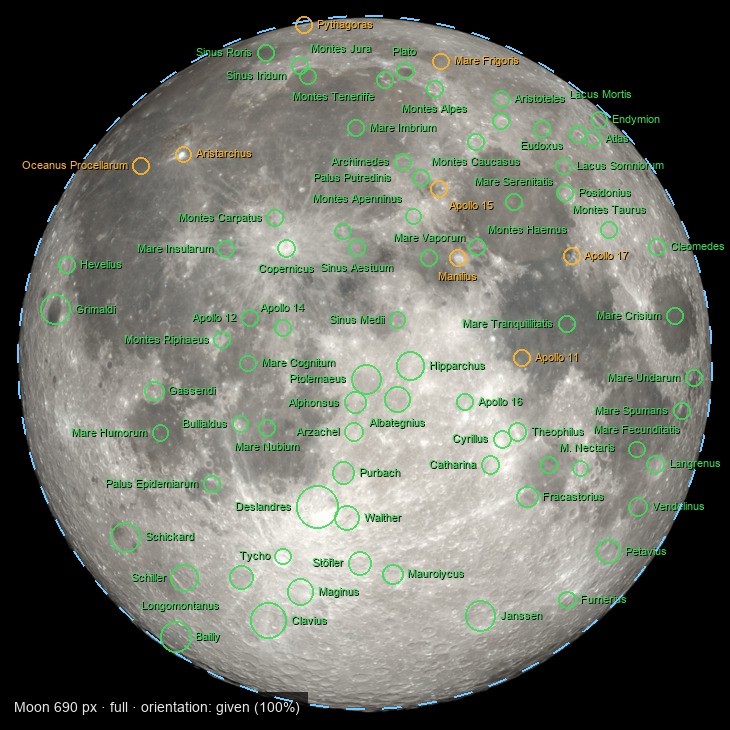 Pythagoras
Sinus Roris
Montes Jura
Plato
Mare Frigoris
Sinus Iridum
Montes Teneriffe
Montes Alpes
Aristoteles
Lacus Mortis
Endymion
Mare Imbrium
Eudoxus
Atlas
Oceanus Procellarum
Aristarchus
Archimedes
Montes Caucasus
Lacus Somniorum
Palus Putredinis
Mare Serenitatis
Posidonius
Montes Apenninus
Apollo 15
Montes Taurus
Montes Carpatus
Mare Vaporum
Montes Haemus
Mare Insularum
Cleomedes
Hevelius
Copernicus
Sinus Aestuum
Manilius
Apollo 17
Grimaldi
Apollo 12
Apollo 14
Sinus Medii
Mare Tranquillitatis
Mare Crisium
Montes Riphaeus
Mare Cognitum
Hipparchus
Apollo 11
Ptolemaeus
Mare Undarum
Gassendi
Alphonsus
Apollo 16
Mare Spumans
Bullialdus
Albategnius
Mare Humorum
Mare Nubium
Arzachel
Cyrillus
Theophilus
Mare Fecunditatis
M. Nectaris
Catharina
Langrenus
Purbach
Palus Epidemiarum
Fracastorius
Deslandres
Walther
Vendelinus
Schickard
Petavius
Tycho
Stöfler
Schiller
Maurolycus
Maginus
Longomontanus
Furnerius
Clavius
Janssen
Bailly
Moon 690 px · full · orientation: given (100%)